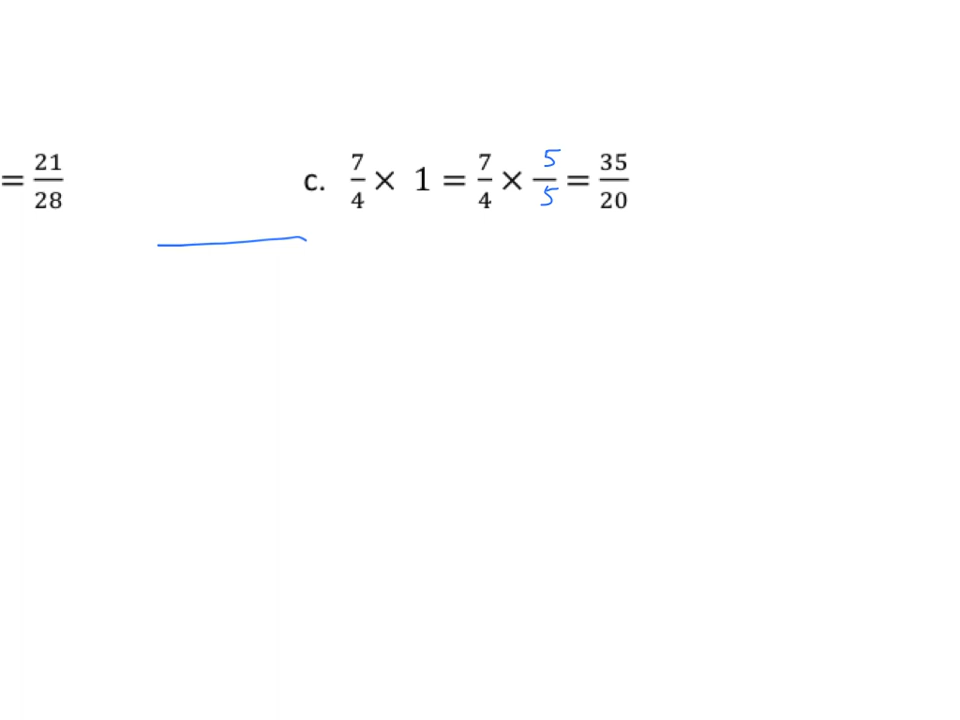 = 21/28 c. 7/4 × 1 = 7/4 × 5/5 = 35/20